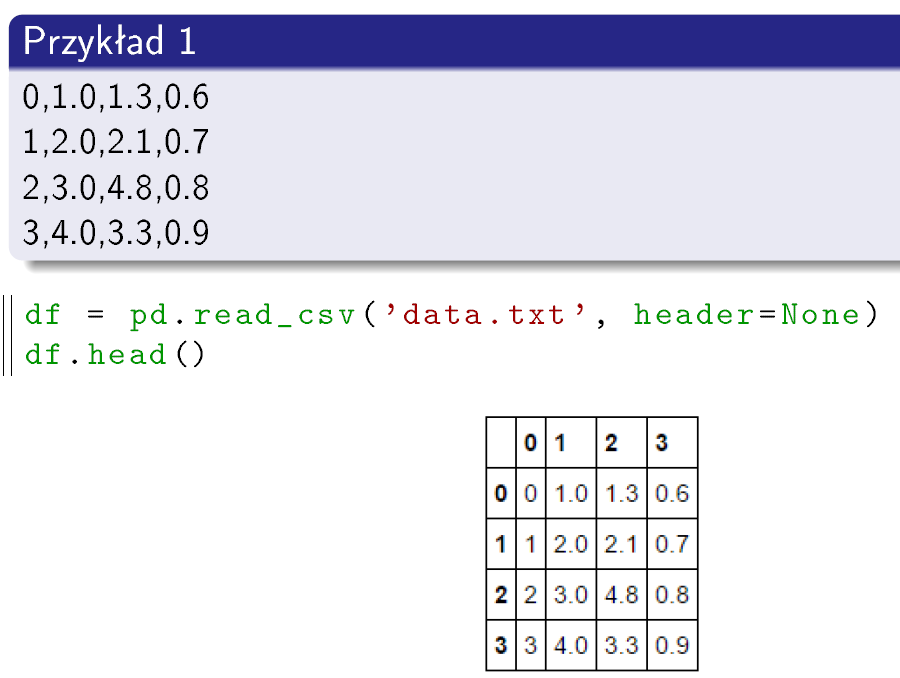 Przykład 1
0,1.0,1.3,0.6
1,2.0,2.1,0.7
2,3.0,4.8,0.8
3,4.0,3.3,0.9
df = pd.read_csv('data.txt', header=None)
df.head()
0 1 2 3
0 0 1.0 1.3 0.6
1 1 2.0 2.1 0.7
2 2 3.0 4.8 0.8
3 3 4.0 3.3 0.9